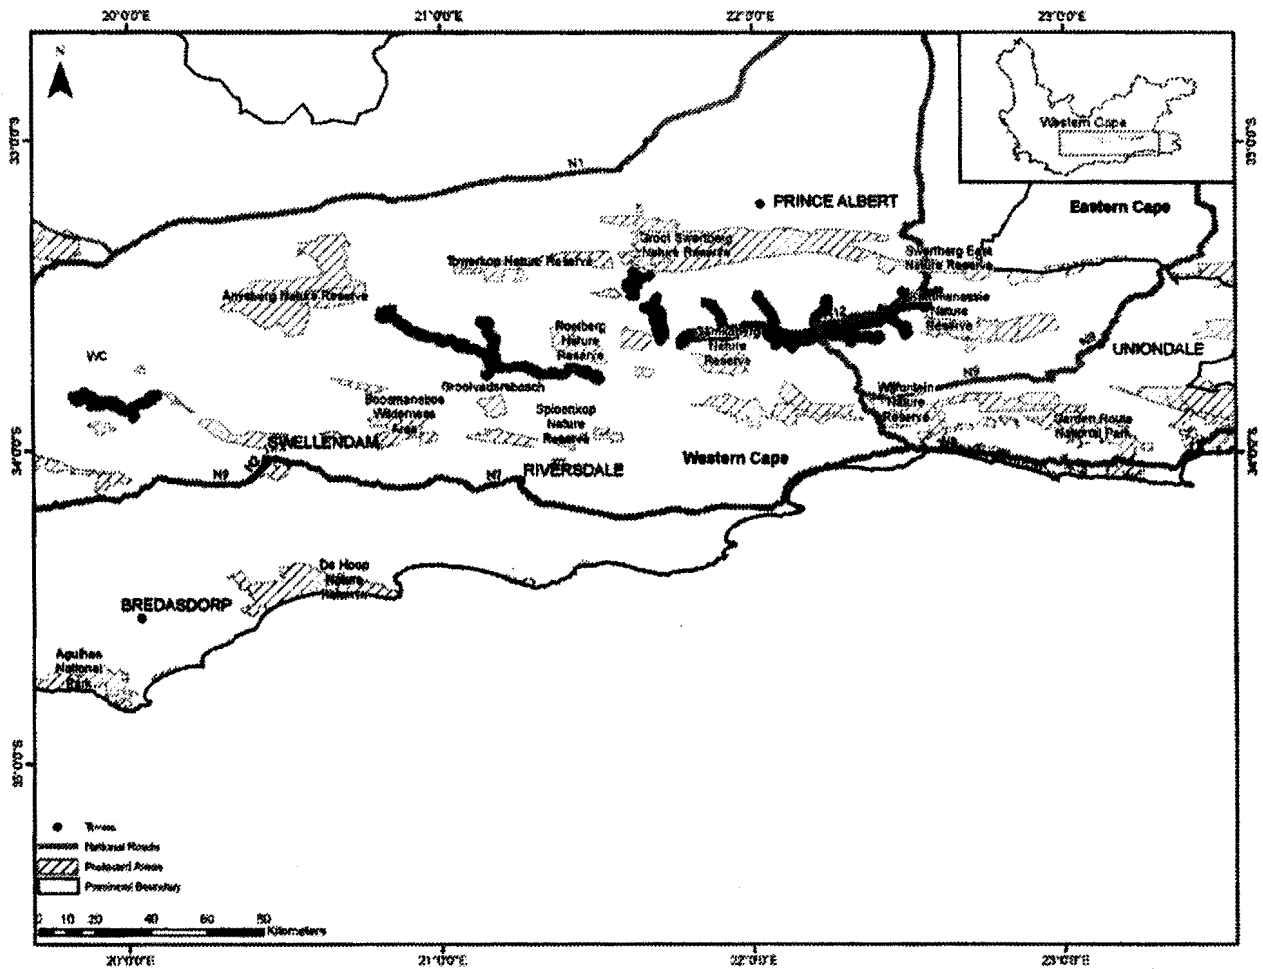 20°0'0"E 21°0'0"E 22°0'0"E 23°0'0"E
N
33°0'0"S
Western Cape
N1
PRINCE ALBERT
Eastern Cape
Groot Swartberg
Nature Reserve
Swartberg East
Nature Reserve
Towerkop Nature Reserve
Anysberg Nature Reserve
Nature
Reserve
N12
Rooiberg
Nature
Reserve
Nature
Reserve
N9
UNIONDALE
WC
N9
Grootvadersbosch
Boosmansbos
Wilderness
Area
Spioenkop
Nature
Reserve
Witfontein
Nature
Reserve
Garden Route
National Park
34°0'0"S
34°0'0"S
SWELLENDAM
Western Cape
RIVERSDALE
De Hoop
Nature
Reserve
BREDASDORP
Agulhas
National
Park
35°0'0"S
Towns
National Roads
Protected Areas
Provincial Boundary
0 10 20 40 60 80
Kilometers
20°0'0"E 21°0'0"E 22°0'0"E 23°0'0"E